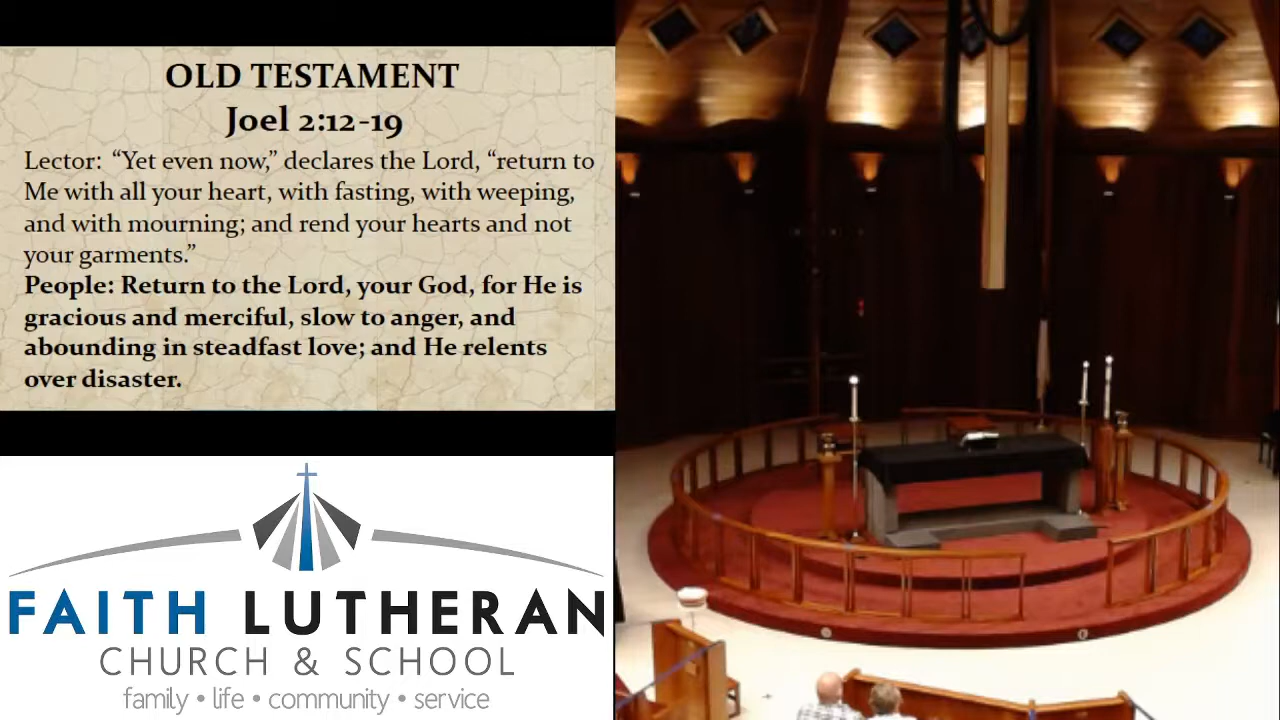 OLD TESTAMENT
Joel 2:12-19
Lector: “Yet even now,” declares the Lord, “return to
Me with all your heart, with fasting, with weeping,
and with mourning; and rend your hearts and not
your garments.”
People: Return to the Lord, your God, for He is
gracious and merciful, slow to anger, and
abounding in steadfast love; and He relents
over disaster.
FAITH LUTHERAN
CHURCH & SCHOOL
family • life • community • service